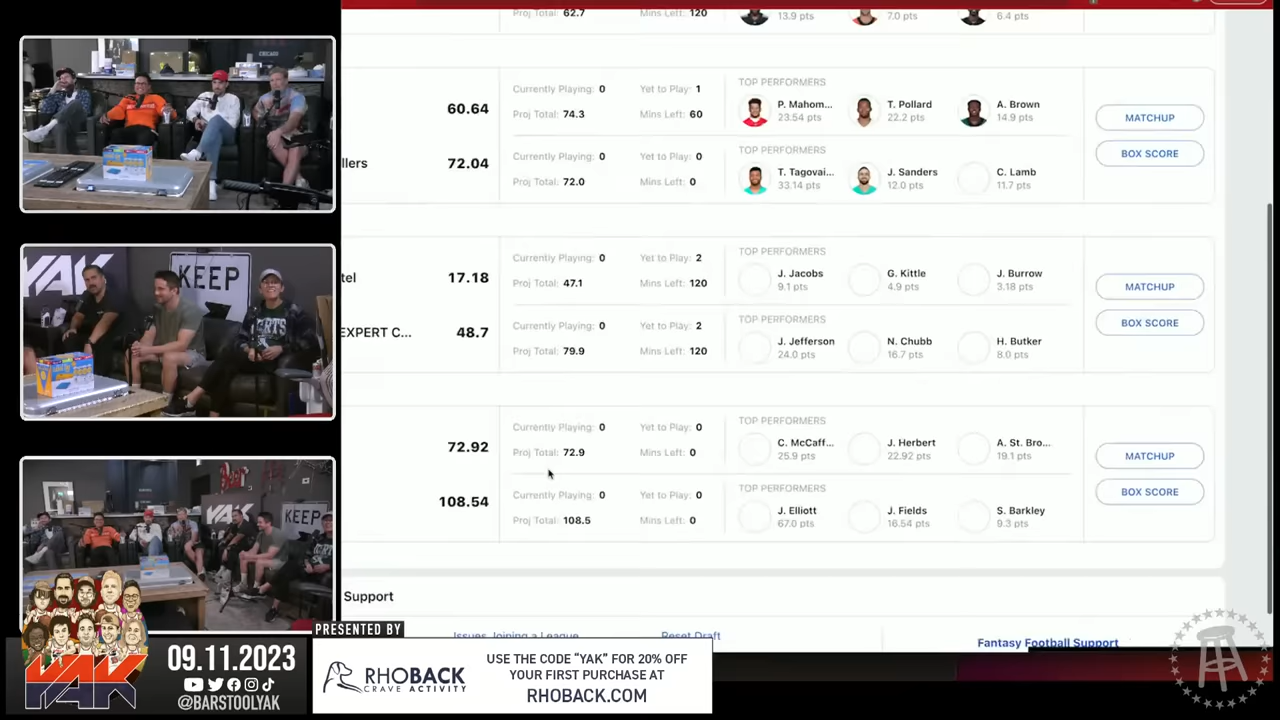 Proj Total: 62.7
Mins Left: 120
13.9 pts
7.0 pts
6.4 pts
60.64
Currently Playing: 0
Yet to Play: 1
Proj Total: 74.3
Mins Left: 60
TOP PERFORMERS
P. Mahom...
23.54 pts
T. Pollard
22.2 pts
A. Brown
14.9 pts
MATCHUP
BOX SCORE
llers
72.04
Currently Playing: 0
Yet to Play: 0
Proj Total: 72.0
Mins Left: 0
TOP PERFORMERS
T. Tagovai...
33.14 pts
J. Sanders
12.0 pts
C. Lamb
11.7 pts
tel
17.18
Currently Playing: 0
Yet to Play: 2
Proj Total: 47.1
Mins Left: 120
TOP PERFORMERS
J. Jacobs
9.1 pts
G. Kittle
4.9 pts
J. Burrow
3.18 pts
MATCHUP
BOX SCORE
EXPERT C...
48.7
Currently Playing: 0
Yet to Play: 2
Proj Total: 79.9
Mins Left: 120
TOP PERFORMERS
J. Jefferson
24.0 pts
N. Chubb
16.7 pts
H. Butker
8.0 pts
72.92
Currently Playing: 0
Yet to Play: 0
Proj Total: 72.9
Mins Left: 0
TOP PERFORMERS
C. McCaff...
25.9 pts
J. Herbert
22.92 pts
A. St. Bro...
19.1 pts
MATCHUP
BOX SCORE
108.54
Currently Playing: 0
Yet to Play: 0
Proj Total: 108.5
Mins Left: 0
TOP PERFORMERS
J. Elliott
67.0 pts
J. Fields
16.54 pts
S. Barkley
9.3 pts
Support
Issues Joining a League
Reset Draft
Fantasy Football Support
CHICAGO
YAK
KEEP
YAK
KEEP
YAK
09.11.2023
@BARSTOOLYAK
PRESENTED BY
RHOBACK
CRAVE ACTIVITY
USE THE CODE "YAK" FOR 20% OFF
YOUR FIRST PURCHASE AT
RHOBACK.COM